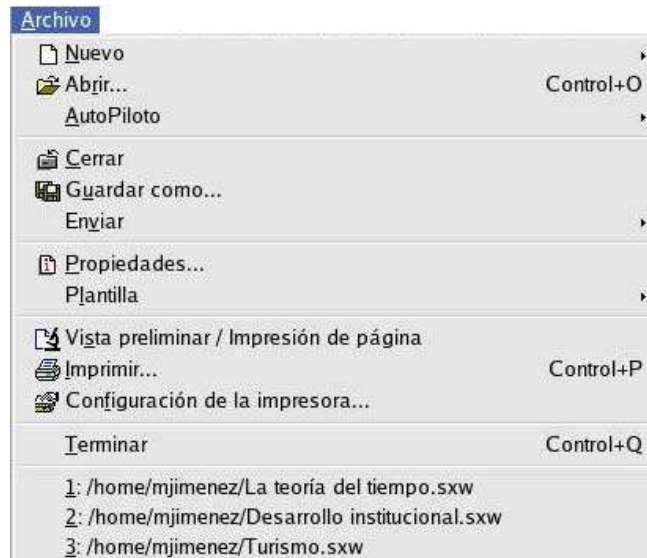 Archivo
Nuevo
Abrir... Control+O
AutoPiloto
Cerrar
Guardar como...
Enviar
Propiedades...
Plantilla
Vista preliminar / Impresión de página
Imprimir... Control+P
Configuración de la impresora...
Terminar Control+Q
1: /home/mjimenez/La teoría del tiempo.sxw
2: /home/mjimenez/Desarrollo institucional.sxw
3: /home/mjimenez/Turismo.sxw